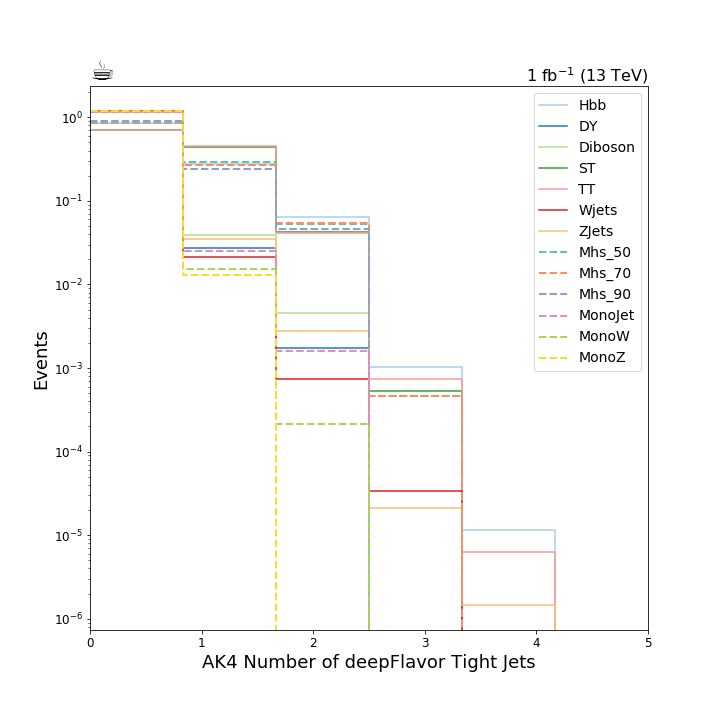 ☕
1 fb⁻¹ (13 TeV)
Hbb
DY
Diboson
ST
TT
Wjets
ZJets
Mhs_50
Mhs_70
Mhs_90
MonoJet
MonoW
MonoZ
Events
10⁰
10⁻¹
10⁻²
10⁻³
10⁻⁴
10⁻⁵
10⁻⁶
0 1 2 3 4 5
AK4 Number of deepFlavor Tight Jets